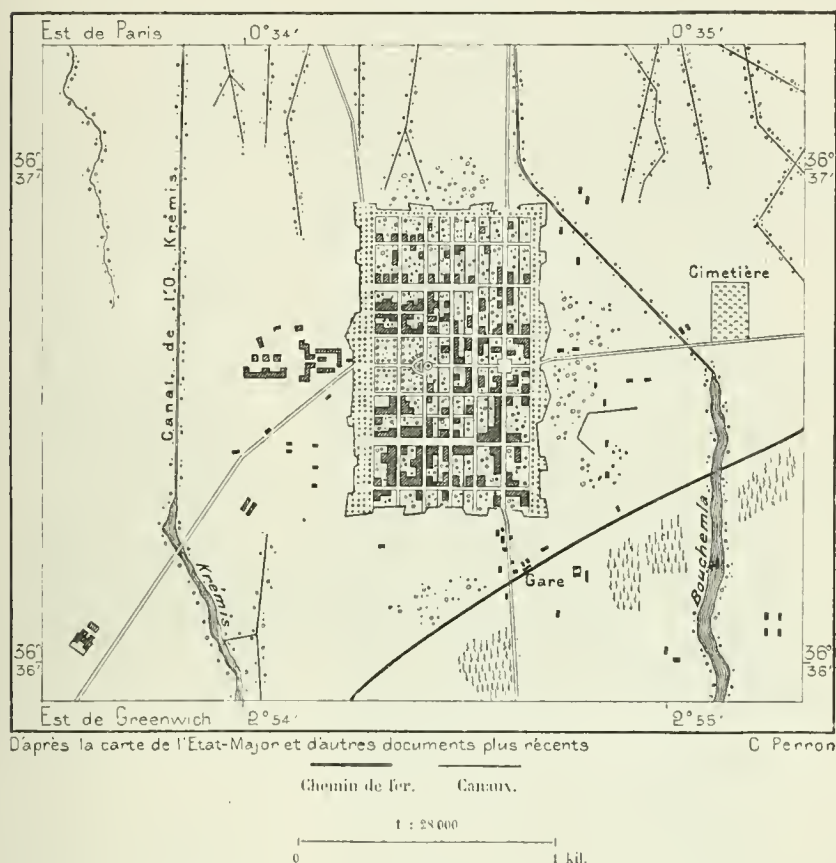 Est de Paris 0°34' 0°35'
36°
37'
36°
37'
Cimetière
Canal de l'O Krémis
Krémis
Gare
Bouchemla
36°
36'
36°
36'
Est de Greenwich 2°54' 2°55'
D'après la carte de l'Etat-Major et d'autres documents plus récents C Perron
Chemin de fer. Canaux.
1 : 28 000
0 1 kil.